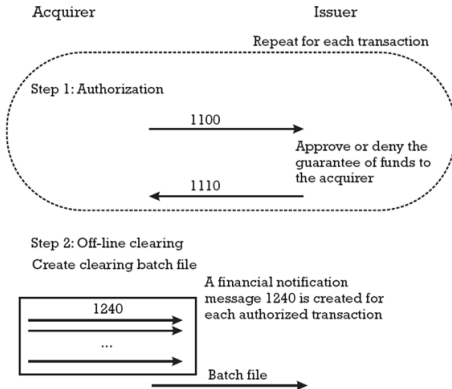 Acquirer Issuer
Repeat for each transaction
Step 1: Authorization
1100
Approve or deny the
guarantee of funds to
the acquirer
1110
Step 2: Off-line clearing
Create clearing batch file
A financial notification
message 1240 is created for
each authorized transaction
1240
...
Batch file